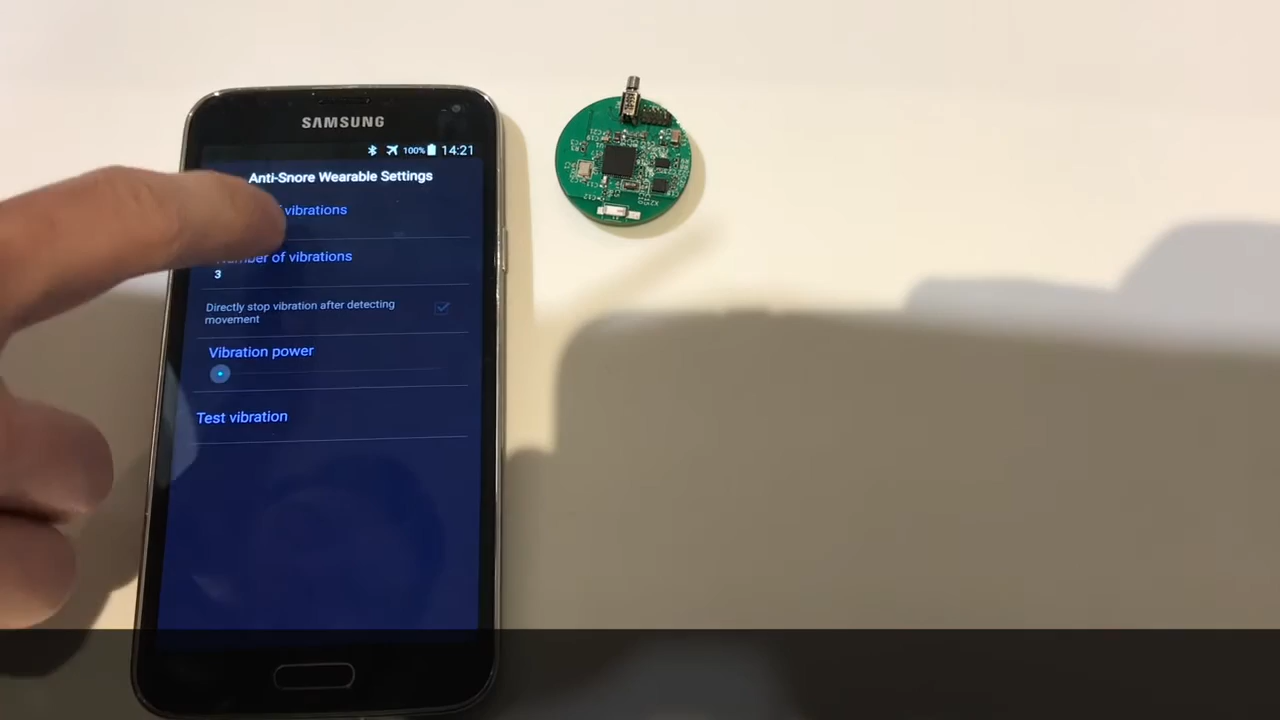 SAMSUNG
100% 14:21
Anti-Snore Wearable Settings
vibrations
Number of vibrations
3
Directly stop vibration after detecting
movement
Vibration power
Test vibration